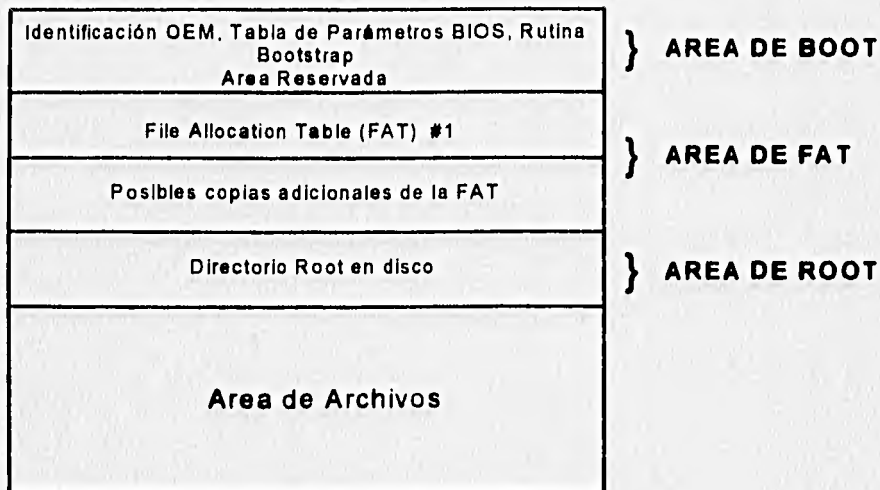 Identificación OEM, Tabla de Parámetros BIOS, Rutina
Bootstrap
Area Reservada
} AREA DE BOOT
File Allocation Table (FAT) #1
} AREA DE FAT
Posibles copias adicionales de la FAT
Directorio Root en disco
} AREA DE ROOT
Area de Archivos